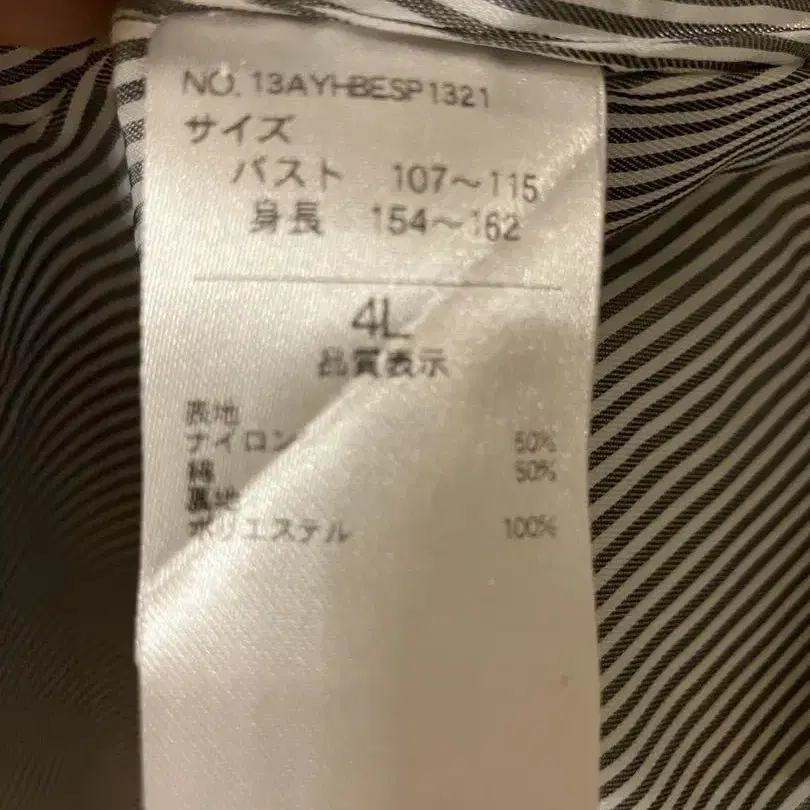 NO. 13AYHBESP1321
サイズ
バスト 107～115
身長 154～162
4L
品質表示
表地
ナイロン 50%
綿 50%
裏地
ポリエステル 100%